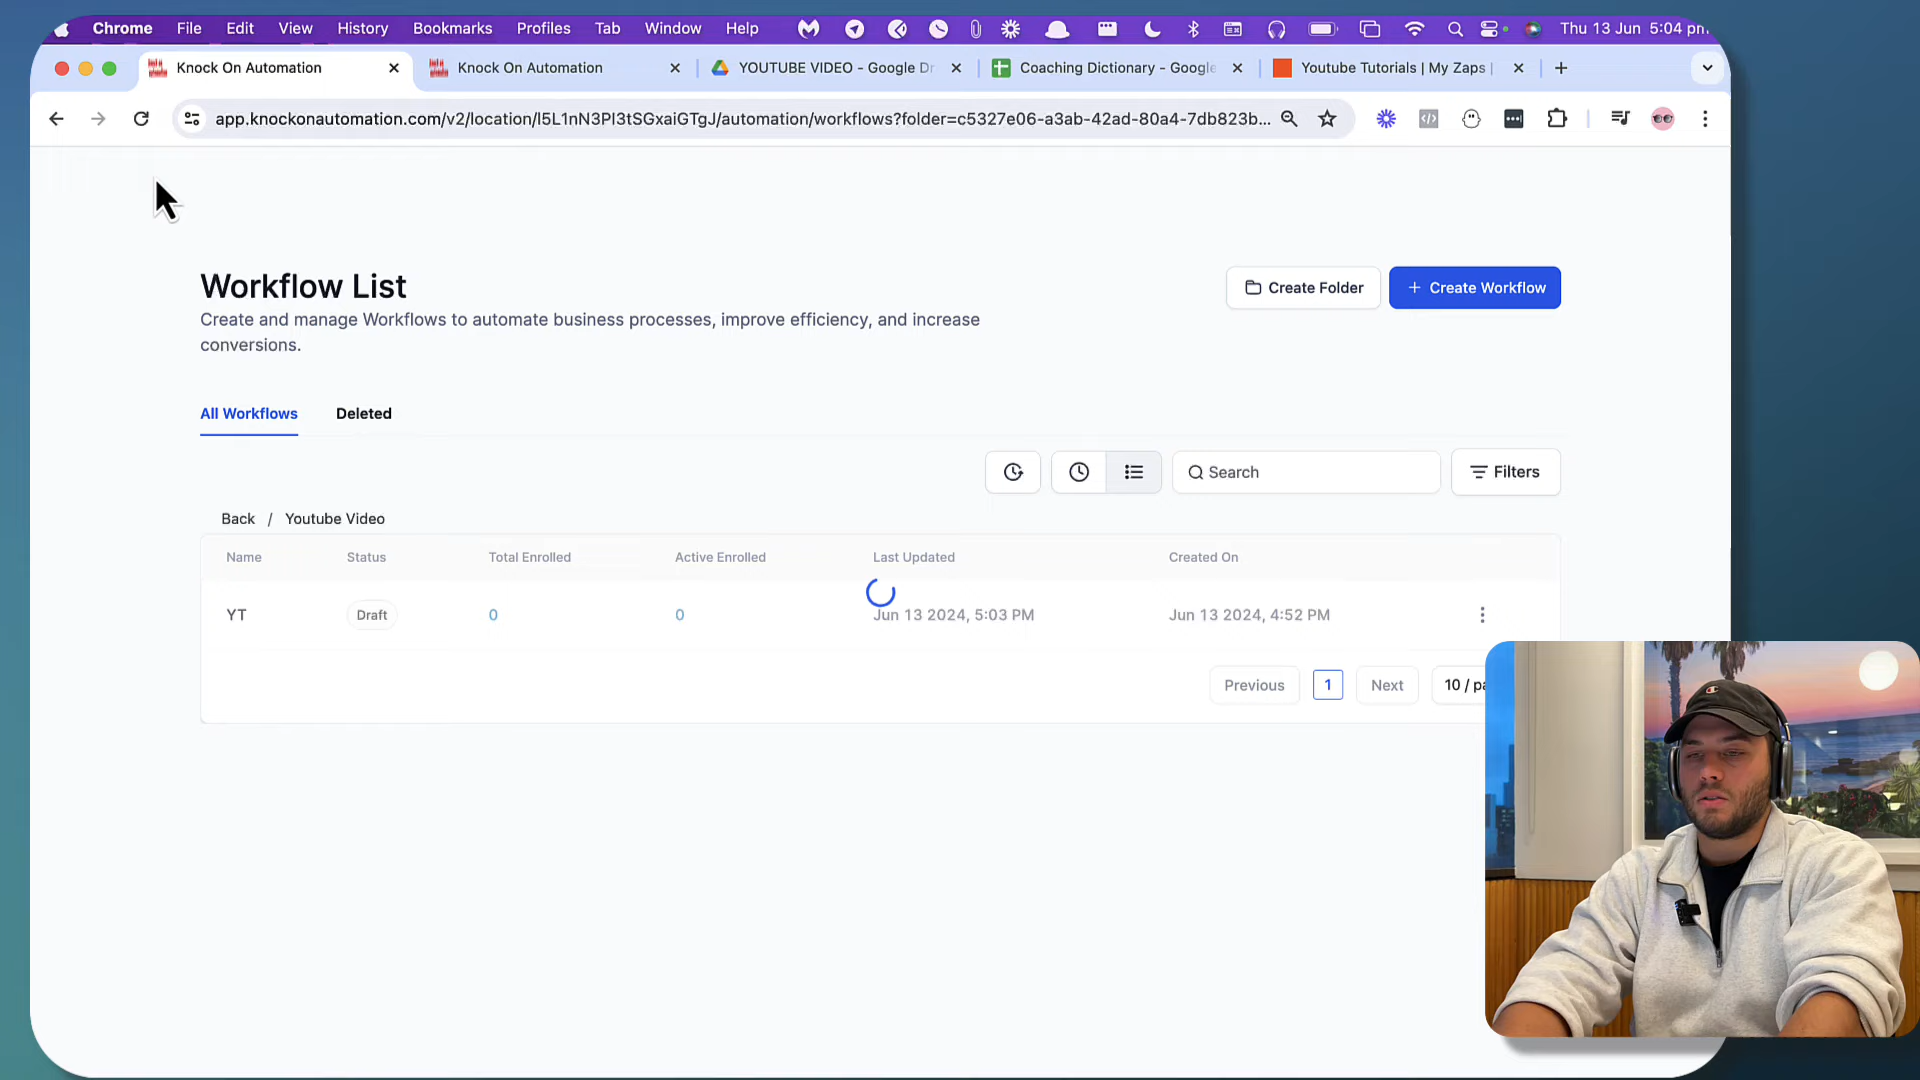 Chrome File Edit View History Bookmarks Profiles Tab Window Help Thu 13 Jun 5:04 pm
Knock On Automation Knock On Automation YOUTUBE VIDEO - Google Dr Coaching Dictionary - Google Youtube Tutorials | My Zaps |
app.knockonautomation.com/v2/location/I5L1nN3PI3tSGxaiGTgJ/automation/workflows?folder=c5327e06-a3ab-42ad-80a4-7db823b...
Workflow List
Create Folder
+ Create Workflow
Create and manage Workflows to automate business processes, improve efficiency, and increase
conversions.
All Workflows Deleted
Search
Filters
Back / Youtube Video
Name Status Total Enrolled Active Enrolled Last Updated Created On
YT Draft 0 0 Jun 13 2024, 5:03 PM Jun 13 2024, 4:52 PM
Previous 1 Next 10 / pa